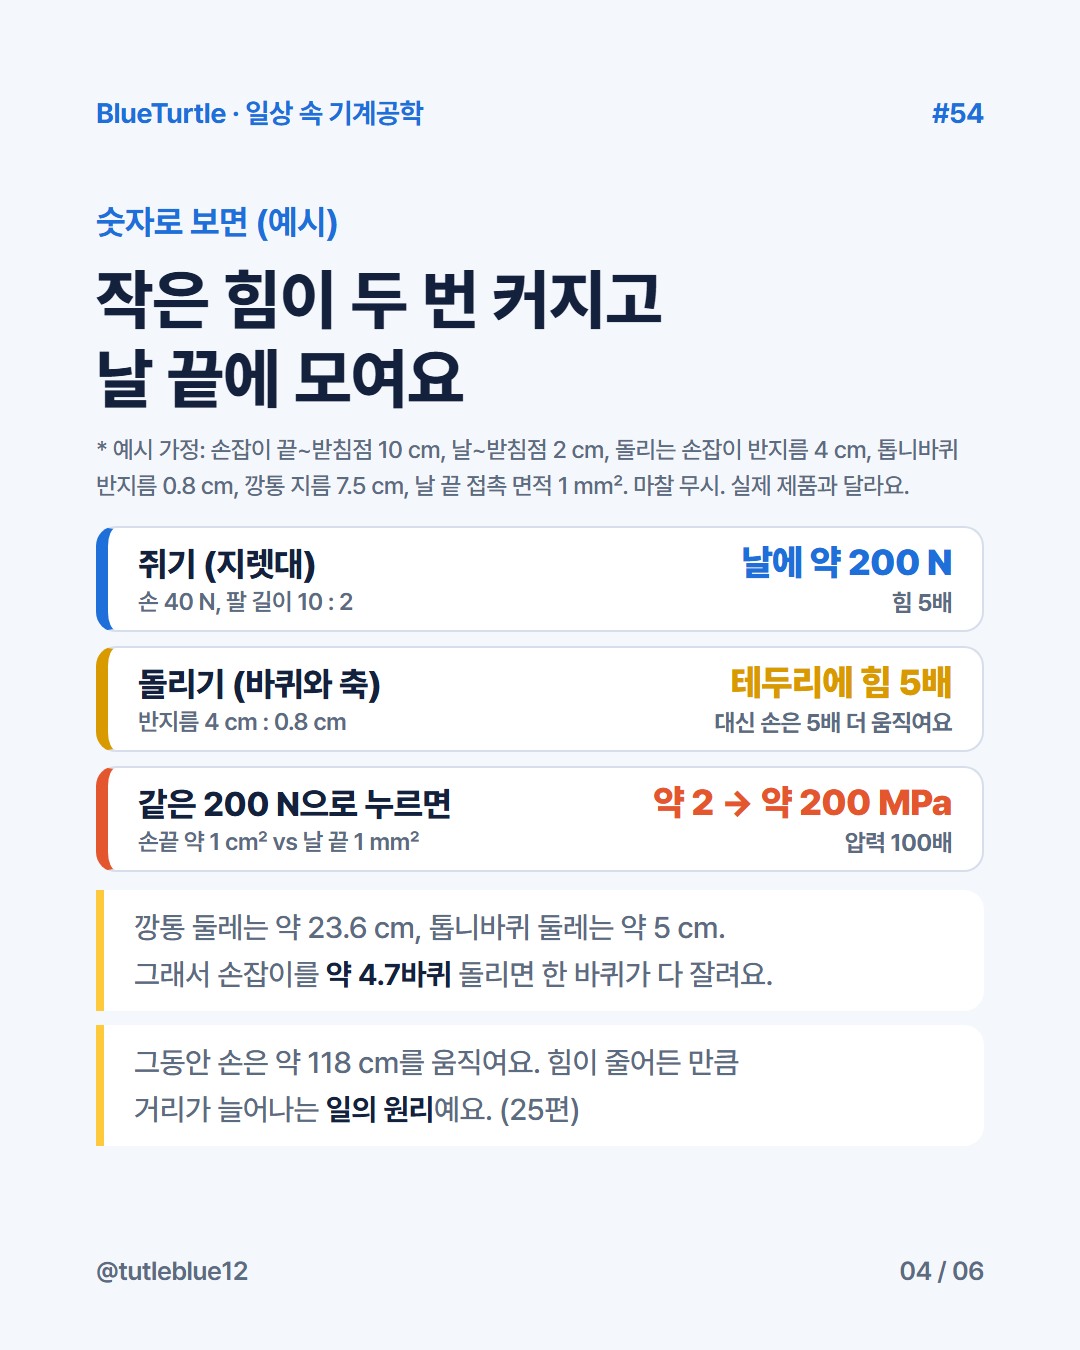 BlueTurtle · 일상 속 기계공학
#54
숫자로 보면 (예시)
작은 힘이 두 번 커지고
날 끝에 모여요
* 예시 가정: 손잡이 끝~받침점 10 cm, 날~받침점 2 cm, 돌리는 손잡이 반지름 4 cm, 톱니바퀴
반지름 0.8 cm, 깡통 지름 7.5 cm, 날 끝 접촉 면적 1 mm². 마찰 무시. 실제 제품과 달라요.
쥐기 (지렛대)
손 40 N, 팔 길이 10 : 2
날에 약 200 N
힘 5배
돌리기 (바퀴와 축)
반지름 4 cm : 0.8 cm
테두리에 힘 5배
대신 손은 5배 더 움직여요
같은 200 N으로 누르면
손끝 약 1 cm² vs 날 끝 1 mm²
약 2 → 약 200 MPa
압력 100배
깡통 둘레는 약 23.6 cm, 톱니바퀴 둘레는 약 5 cm.
그래서 손잡이를 약 4.7바퀴 돌리면 한 바퀴가 다 잘려요.
그동안 손은 약 118 cm를 움직여요. 힘이 줄어든 만큼
거리가 늘어나는 일의 원리예요. (25편)
@tutleblue12
04 / 06